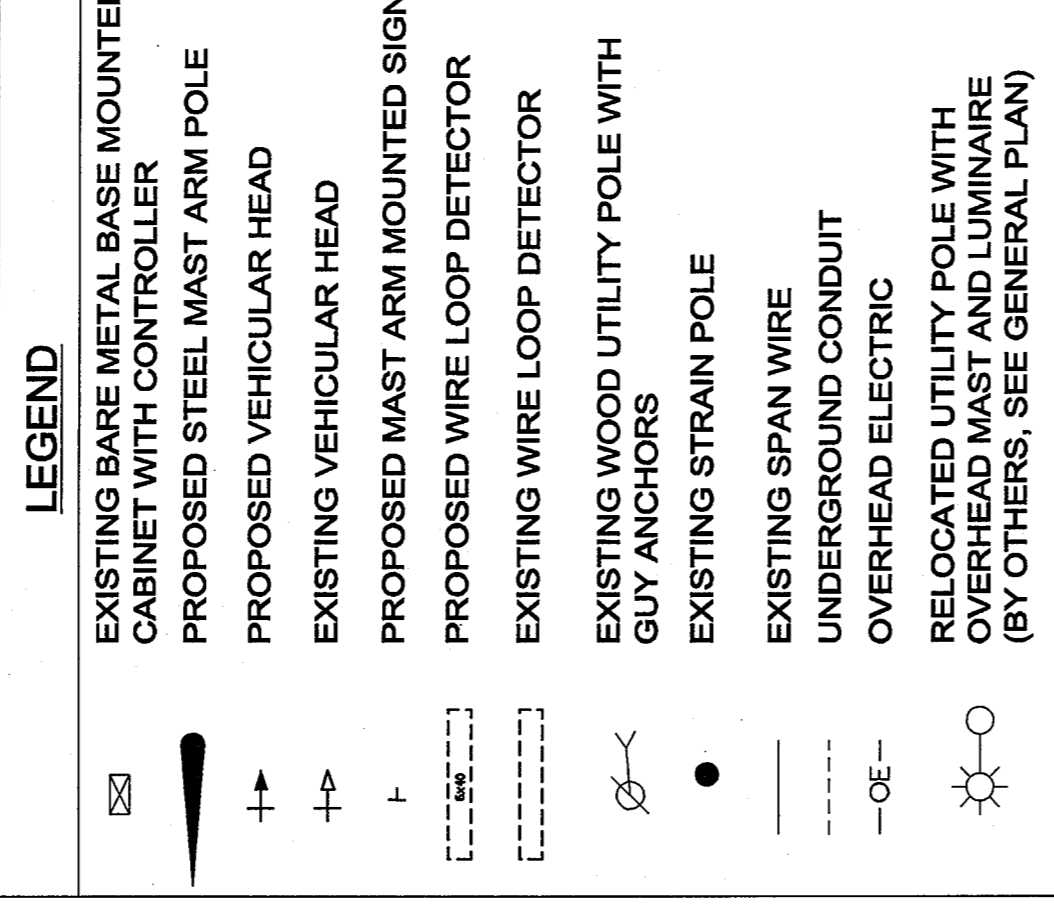 LEGEND
EXISTING BARE METAL BASE MOUNTED
CABINET WITH CONTROLLER
PROPOSED STEEL MAST ARM POLE
PROPOSED VEHICULAR HEAD
EXISTING VEHICULAR HEAD
PROPOSED MAST ARM MOUNTED SIGN
6x40
PROPOSED WIRE LOOP DETECTOR
EXISTING WIRE LOOP DETECTOR
EXISTING WOOD UTILITY POLE WITH
GUY ANCHORS
EXISTING STRAIN POLE
EXISTING SPAN WIRE
UNDERGROUND CONDUIT
OE
OVERHEAD ELECTRIC
RELOCATED UTILITY POLE WITH
OVERHEAD MAST AND LUMINAIRE
(BY OTHERS, SEE GENERAL PLAN)